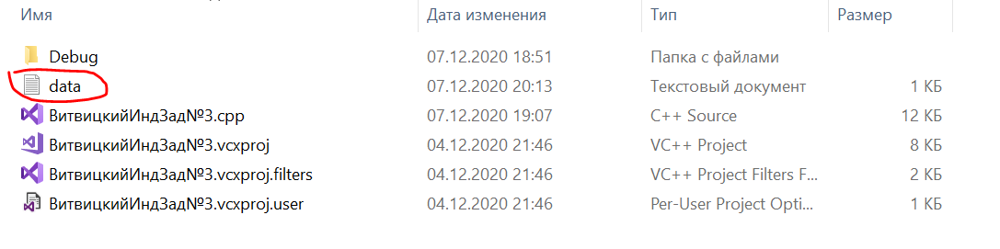 Имя Дата изменения Тип Размер
Debug 07.12.2020 18:51 Папка с файлами
data 07.12.2020 20:13 Текстовый документ 1 КБ
ВитвицкийИндЗад№3.cpp 07.12.2020 19:07 C++ Source 12 КБ
ВитвицкийИндЗад№3.vcxproj 04.12.2020 21:46 VC++ Project 8 КБ
ВитвицкийИндЗад№3.vcxproj.filters 04.12.2020 21:46 VC++ Project Filters F... 2 КБ
ВитвицкийИндЗад№3.vcxproj.user 04.12.2020 21:46 Per-User Project Opti... 1 КБ